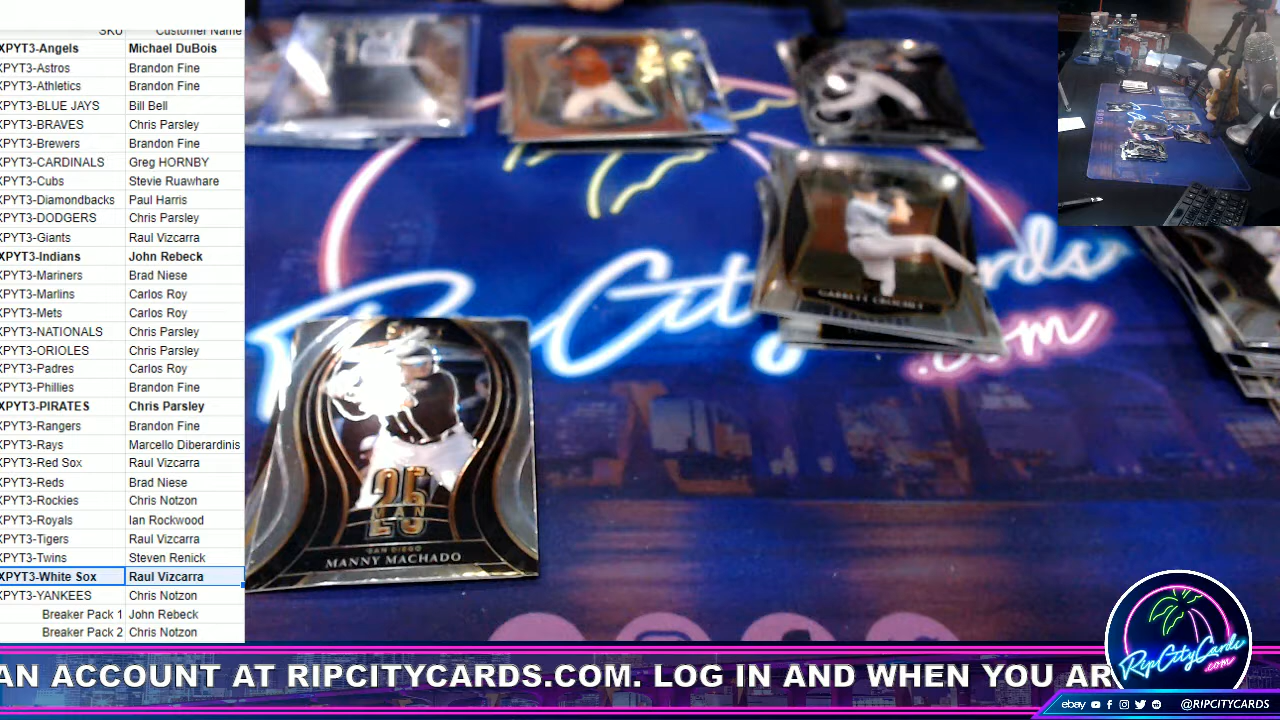 SKU Customer Name
XPYT3-Angels Michael DuBois
XPYT3-Astros Brandon Fine
XPYT3-Athletics Brandon Fine
XPYT3-BLUE JAYS Bill Bell
XPYT3-BRAVES Chris Parsley
XPYT3-Brewers Brandon Fine
XPYT3-CARDINALS Greg HORNBY
XPYT3-Cubs Stevie Ruawhare
XPYT3-Diamondbacks Paul Harris
XPYT3-DODGERS Chris Parsley
XPYT3-Giants Raul Vizcarra
XPYT3-Indians John Rebeck
XPYT3-Mariners Brad Niese
XPYT3-Marlins Carlos Roy
XPYT3-Mets Carlos Roy
XPYT3-NATIONALS Chris Parsley
XPYT3-ORIOLES Chris Parsley
XPYT3-Padres Carlos Roy
XPYT3-Phillies Brandon Fine
XPYT3-PIRATES Chris Parsley
XPYT3-Rangers Brandon Fine
XPYT3-Rays Marcello Diberardinis
XPYT3-Red Sox Raul Vizcarra
XPYT3-Reds Brad Niese
XPYT3-Rockies Chris Notzon
XPYT3-Royals Ian Rockwood
XPYT3-Tigers Raul Vizcarra
XPYT3-Twins Steven Renick
XPYT3-White Sox Raul Vizcarra
XPYT3-YANKEES Chris Notzon
Breaker Pack 1 John Rebeck
Breaker Pack 2 Chris Notzon
GARRETT CROCHET
Rip City Cards
.com
25
MAN
SAN DIEGO
MANNY MACHADO
AN ACCOUNT AT RIPCITYCARDS.COM. LOG IN AND WHEN YOU AR
RipCityCards
.com
ebay @RIPCITYCARDS